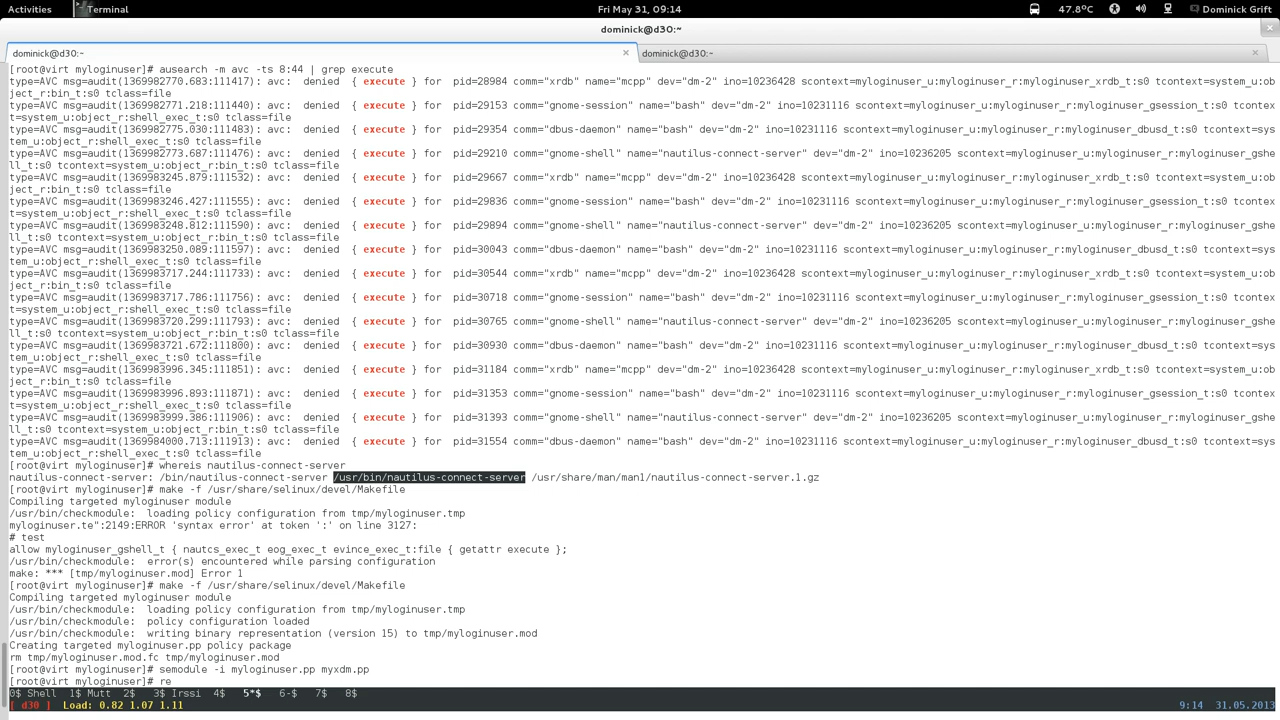 Activities Terminal Fri May 31, 09:14 47.8°C Dominick Grift
dominick@d30:~
dominick@d30:~ × dominick@d30:~ ×
[root@virt myloginuser]# ausearch -m avc -ts 8:44 | grep execute
type=AVC msg=audit(1369982770.683:111417): avc:  denied  { execute } for  pid=28984 comm="xrdb" name="mcpp" dev="dm-2" ino=10236428 scontext=myloginuser_u:myloginuser_r:myloginuser_xrdb_t:s0 tcontext=system_u:ob
ject_r:bin_t:s0 tclass=file
type=AVC msg=audit(1369982771.218:111440): avc:  denied  { execute } for  pid=29153 comm="gnome-session" name="bash" dev="dm-2" ino=10231116 scontext=myloginuser_u:myloginuser_r:myloginuser_gsession_t:s0 tcontex
t=system_u:object_r:shell_exec_t:s0 tclass=file
type=AVC msg=audit(1369982775.030:111483): avc:  denied  { execute } for  pid=29354 comm="dbus-daemon" name="bash" dev="dm-2" ino=10231116 scontext=myloginuser_u:myloginuser_r:myloginuser_dbusd_t:s0 tcontext=sys
tem_u:object_r:shell_exec_t:s0 tclass=file
type=AVC msg=audit(1369982773.687:111476): avc:  denied  { execute } for  pid=29210 comm="gnome-shell" name="nautilus-connect-server" dev="dm-2" ino=10236205 scontext=myloginuser_u:myloginuser_r:myloginuser_gshe
ll_t:s0 tcontext=system_u:object_r:bin_t:s0 tclass=file
type=AVC msg=audit(1369983245.879:111532): avc:  denied  { execute } for  pid=29667 comm="xrdb" name="mcpp" dev="dm-2" ino=10236428 scontext=myloginuser_u:myloginuser_r:myloginuser_xrdb_t:s0 tcontext=system_u:ob
ject_r:bin_t:s0 tclass=file
type=AVC msg=audit(1369983246.427:111555): avc:  denied  { execute } for  pid=29836 comm="gnome-session" name="bash" dev="dm-2" ino=10231116 scontext=myloginuser_u:myloginuser_r:myloginuser_gsession_t:s0 tcontex
t=system_u:object_r:shell_exec_t:s0 tclass=file
type=AVC msg=audit(1369983248.812:111590): avc:  denied  { execute } for  pid=29894 comm="gnome-shell" name="nautilus-connect-server" dev="dm-2" ino=10236205 scontext=myloginuser_u:myloginuser_r:myloginuser_gshe
ll_t:s0 tcontext=system_u:object_r:bin_t:s0 tclass=file
type=AVC msg=audit(1369983250.089:111597): avc:  denied  { execute } for  pid=30043 comm="dbus-daemon" name="bash" dev="dm-2" ino=10231116 scontext=myloginuser_u:myloginuser_r:myloginuser_dbusd_t:s0 tcontext=sys
tem_u:object_r:shell_exec_t:s0 tclass=file
type=AVC msg=audit(1369983717.244:111733): avc:  denied  { execute } for  pid=30544 comm="xrdb" name="mcpp" dev="dm-2" ino=10236428 scontext=myloginuser_u:myloginuser_r:myloginuser_xrdb_t:s0 tcontext=system_u:ob
ject_r:bin_t:s0 tclass=file
type=AVC msg=audit(1369983717.786:111756): avc:  denied  { execute } for  pid=30718 comm="gnome-session" name="bash" dev="dm-2" ino=10231116 scontext=myloginuser_u:myloginuser_r:myloginuser_gsession_t:s0 tcontex
t=system_u:object_r:shell_exec_t:s0 tclass=file
type=AVC msg=audit(1369983720.299:111793): avc:  denied  { execute } for  pid=30765 comm="gnome-shell" name="nautilus-connect-server" dev="dm-2" ino=10236205 scontext=myloginuser_u:myloginuser_r:myloginuser_gshe
ll_t:s0 tcontext=system_u:object_r:bin_t:s0 tclass=file
type=AVC msg=audit(1369983721.672:111800): avc:  denied  { execute } for  pid=30930 comm="dbus-daemon" name="bash" dev="dm-2" ino=10231116 scontext=myloginuser_u:myloginuser_r:myloginuser_dbusd_t:s0 tcontext=sys
tem_u:object_r:shell_exec_t:s0 tclass=file
type=AVC msg=audit(1369983996.345:111851): avc:  denied  { execute } for  pid=31184 comm="xrdb" name="mcpp" dev="dm-2" ino=10236428 scontext=myloginuser_u:myloginuser_r:myloginuser_xrdb_t:s0 tcontext=system_u:ob
ject_r:bin_t:s0 tclass=file
type=AVC msg=audit(1369983996.893:111871): avc:  denied  { execute } for  pid=31353 comm="gnome-session" name="bash" dev="dm-2" ino=10231116 scontext=myloginuser_u:myloginuser_r:myloginuser_gsession_t:s0 tcontex
t=system_u:object_r:shell_exec_t:s0 tclass=file
type=AVC msg=audit(1369983999.386:111906): avc:  denied  { execute } for  pid=31393 comm="gnome-shell" name="nautilus-connect-server" dev="dm-2" ino=10236205 scontext=myloginuser_u:myloginuser_r:myloginuser_gshe
ll_t:s0 tcontext=system_u:object_r:bin_t:s0 tclass=file
type=AVC msg=audit(1369984000.713:111913): avc:  denied  { execute } for  pid=31554 comm="dbus-daemon" name="bash" dev="dm-2" ino=10231116 scontext=myloginuser_u:myloginuser_r:myloginuser_dbusd_t:s0 tcontext=sys
tem_u:object_r:shell_exec_t:s0 tclass=file
[root@virt myloginuser]# whereis nautilus-connect-server
nautilus-connect-server: /bin/nautilus-connect-server /usr/bin/nautilus-connect-server /usr/share/man/man1/nautilus-connect-server.1.gz
[root@virt myloginuser]# make -f /usr/share/selinux/devel/Makefile
Compiling targeted myloginuser module
/usr/bin/checkmodule:  loading policy configuration from tmp/myloginuser.tmp
myloginuser.te":2149:ERROR 'syntax error' at token ':' on line 3127:
# test
allow myloginuser_gshell_t { nautcs_exec_t eog_exec_t evince_exec_t:file { getattr execute };
/usr/bin/checkmodule:  error(s) encountered while parsing configuration
make: *** [tmp/myloginuser.mod] Error 1
[root@virt myloginuser]# make -f /usr/share/selinux/devel/Makefile
Compiling targeted myloginuser module
/usr/bin/checkmodule:  loading policy configuration from tmp/myloginuser.tmp
/usr/bin/checkmodule:  policy configuration loaded
/usr/bin/checkmodule:  writing binary representation (version 15) to tmp/myloginuser.mod
Creating targeted myloginuser.pp policy package
rm tmp/myloginuser.mod.fc tmp/myloginuser.mod
[root@virt myloginuser]# semodule -i myloginuser.pp myxdm.pp
[root@virt myloginuser]# re
0$ Shell  1$ Mutt  2$  3$ Irssi  4$  5*$  6-$  7$  8$
[ d30 ]  Load: 0.82 1.07 1.11 9:14  31.05.2013